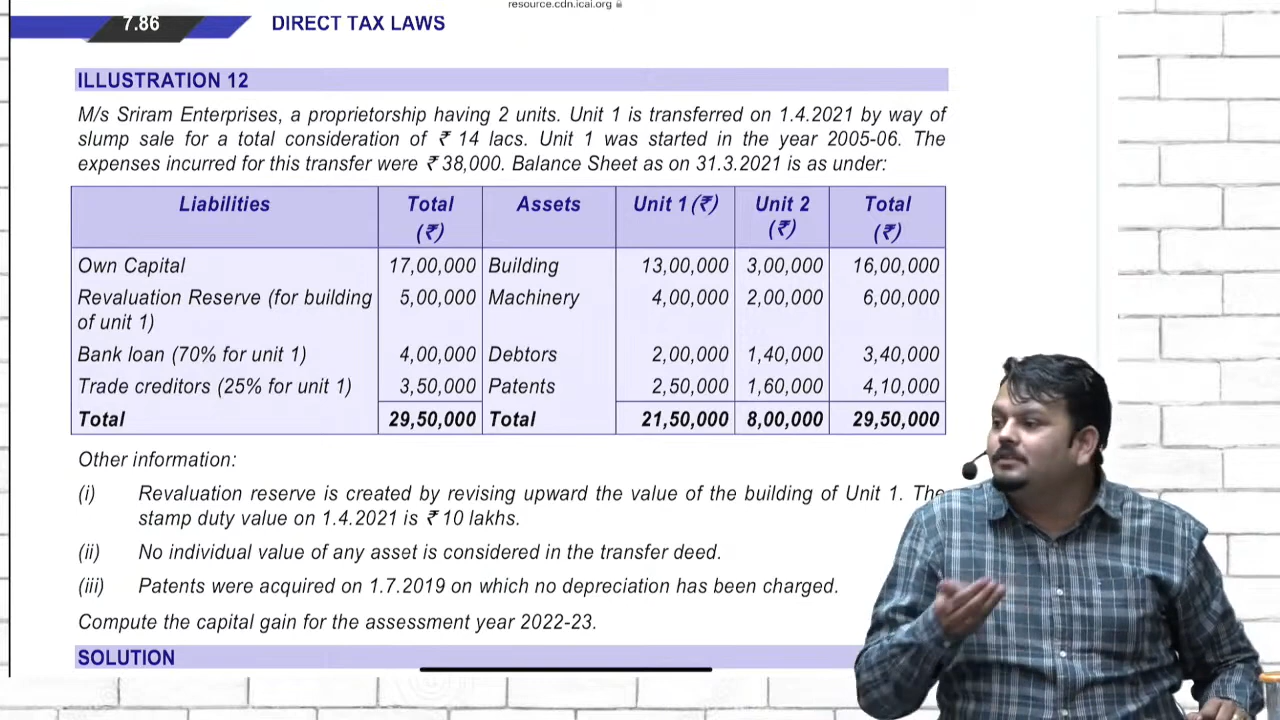 resource.cdn.icai.org
7.86 DIRECT TAX LAWS
ILLUSTRATION 12
M/s Sriram Enterprises, a proprietorship having 2 units. Unit 1 is transferred on 1.4.2021 by way of
slump sale for a total consideration of ₹ 14 lacs. Unit 1 was started in the year 2005-06. The
expenses incurred for this transfer were ₹ 38,000. Balance Sheet as on 31.3.2021 is as under:
Liabilities Total (₹) Assets Unit 1 (₹) Unit 2 (₹) Total (₹)
Own Capital 17,00,000 Building 13,00,000 3,00,000 16,00,000
Revaluation Reserve (for building 5,00,000 Machinery 4,00,000 2,00,000 6,00,000
of unit 1)
Bank loan (70% for unit 1) 4,00,000 Debtors 2,00,000 1,40,000 3,40,000
Trade creditors (25% for unit 1) 3,50,000 Patents 2,50,000 1,60,000 4,10,000
Total 29,50,000 Total 21,50,000 8,00,000 29,50,000
Other information:
(i) Revaluation reserve is created by revising upward the value of the building of Unit 1. The
stamp duty value on 1.4.2021 is ₹ 10 lakhs.
(ii) No individual value of any asset is considered in the transfer deed.
(iii) Patents were acquired on 1.7.2019 on which no depreciation has been charged.
Compute the capital gain for the assessment year 2022-23.
SOLUTION